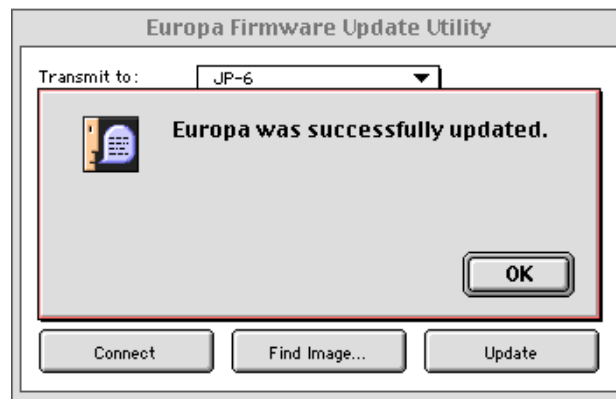 Europa Firmware Update Utility
Transmit to: JP-6
Europa was successfully updated.
OK
Connect Find Image... Update